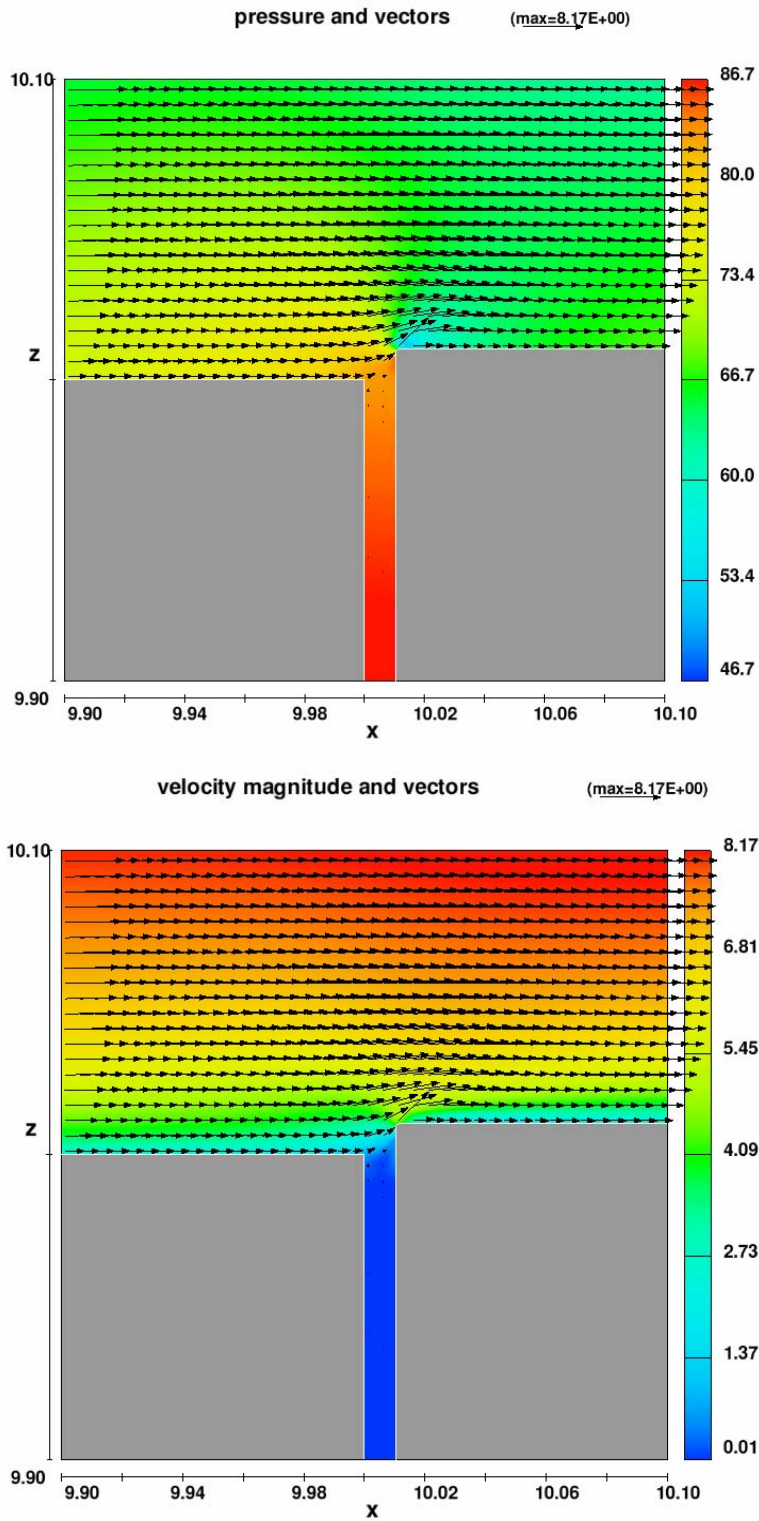 pressure and vectors (max=8.17E+00)
10.10
86.7
80.0
73.4
z
66.7
60.0
53.4
46.7
9.90
9.90 9.94 9.98 10.02 10.06 10.10
x
velocity magnitude and vectors (max=8.17E+00)
10.10
8.17
6.81
5.45
z
4.09
2.73
1.37
0.01
9.90
9.90 9.94 9.98 10.02 10.06 10.10
x